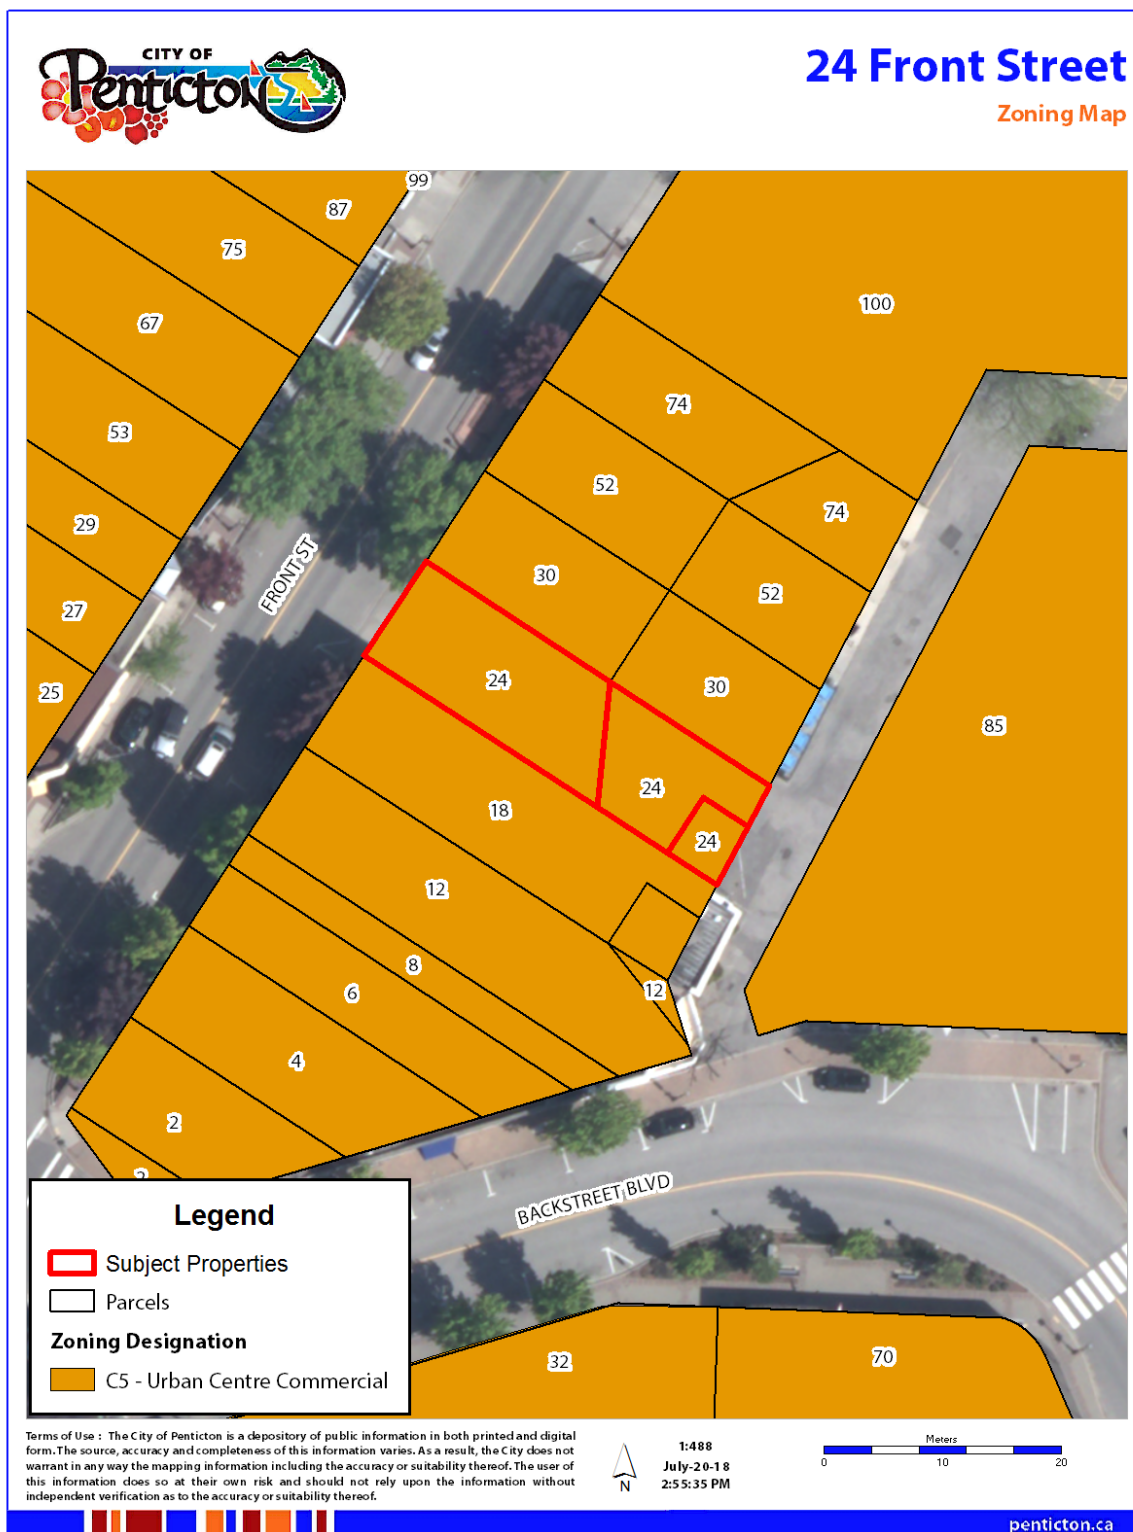 CITY OF
Penticton
24 Front Street
Zoning Map
99
87
75
67
100
53
74
52
74
29
30
52
FRONT ST
27
24
30
25
85
24
18
24
12
8
6
12
4
2
2
BACKSTREET BLVD
32
70
Legend
Subject Properties
Parcels
Zoning Designation
C5 - Urban Centre Commercial
Terms of Use : The City of Penticton is a depository of public information in both printed and digital
form. The source, accuracy and completeness of this information varies. As a result, the City does not
warrant in any way the mapping information including the accuracy or suitability thereof. The user of
this information does so at their own risk and should not rely upon the information without
independent verification as to the accuracy or suitability thereof.
N
1:488
July-20-18
2:55:35 PM
Meters
0 10 20
penticton.ca